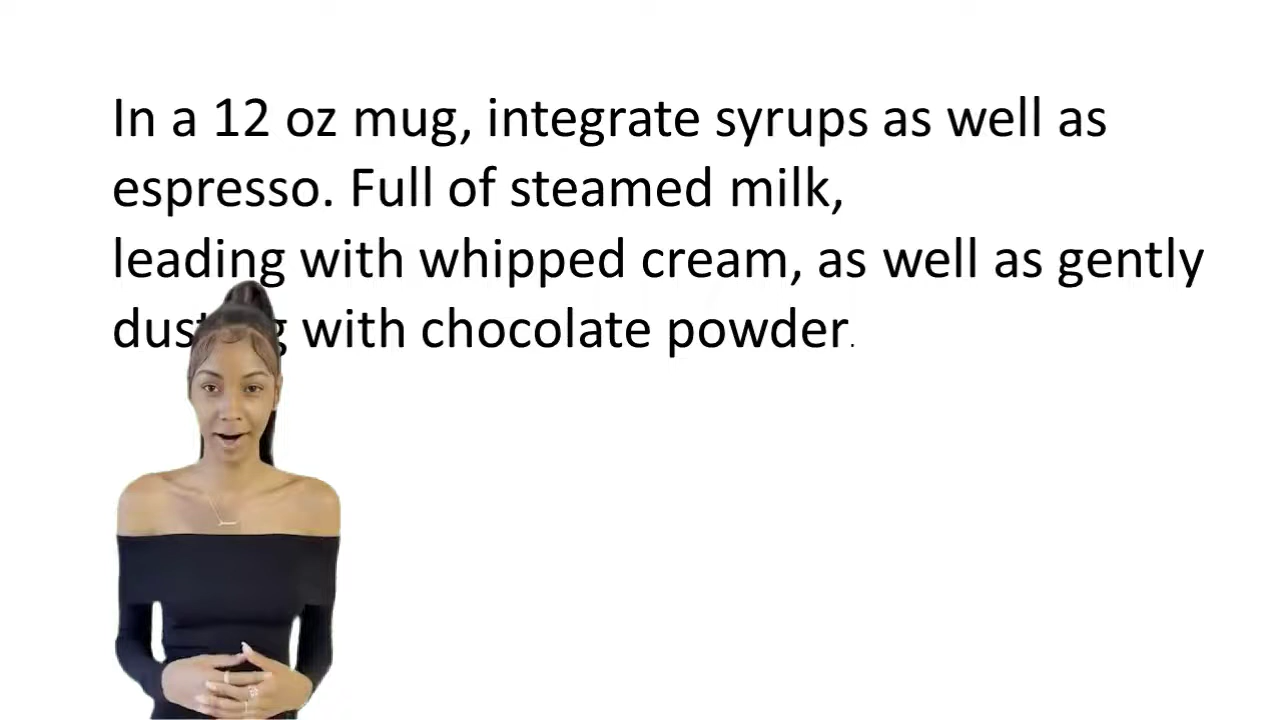 In a 12 oz mug, integrate syrups as well as
espresso. Full of steamed milk,
leading with whipped cream, as well as gently
dusting with chocolate powder.